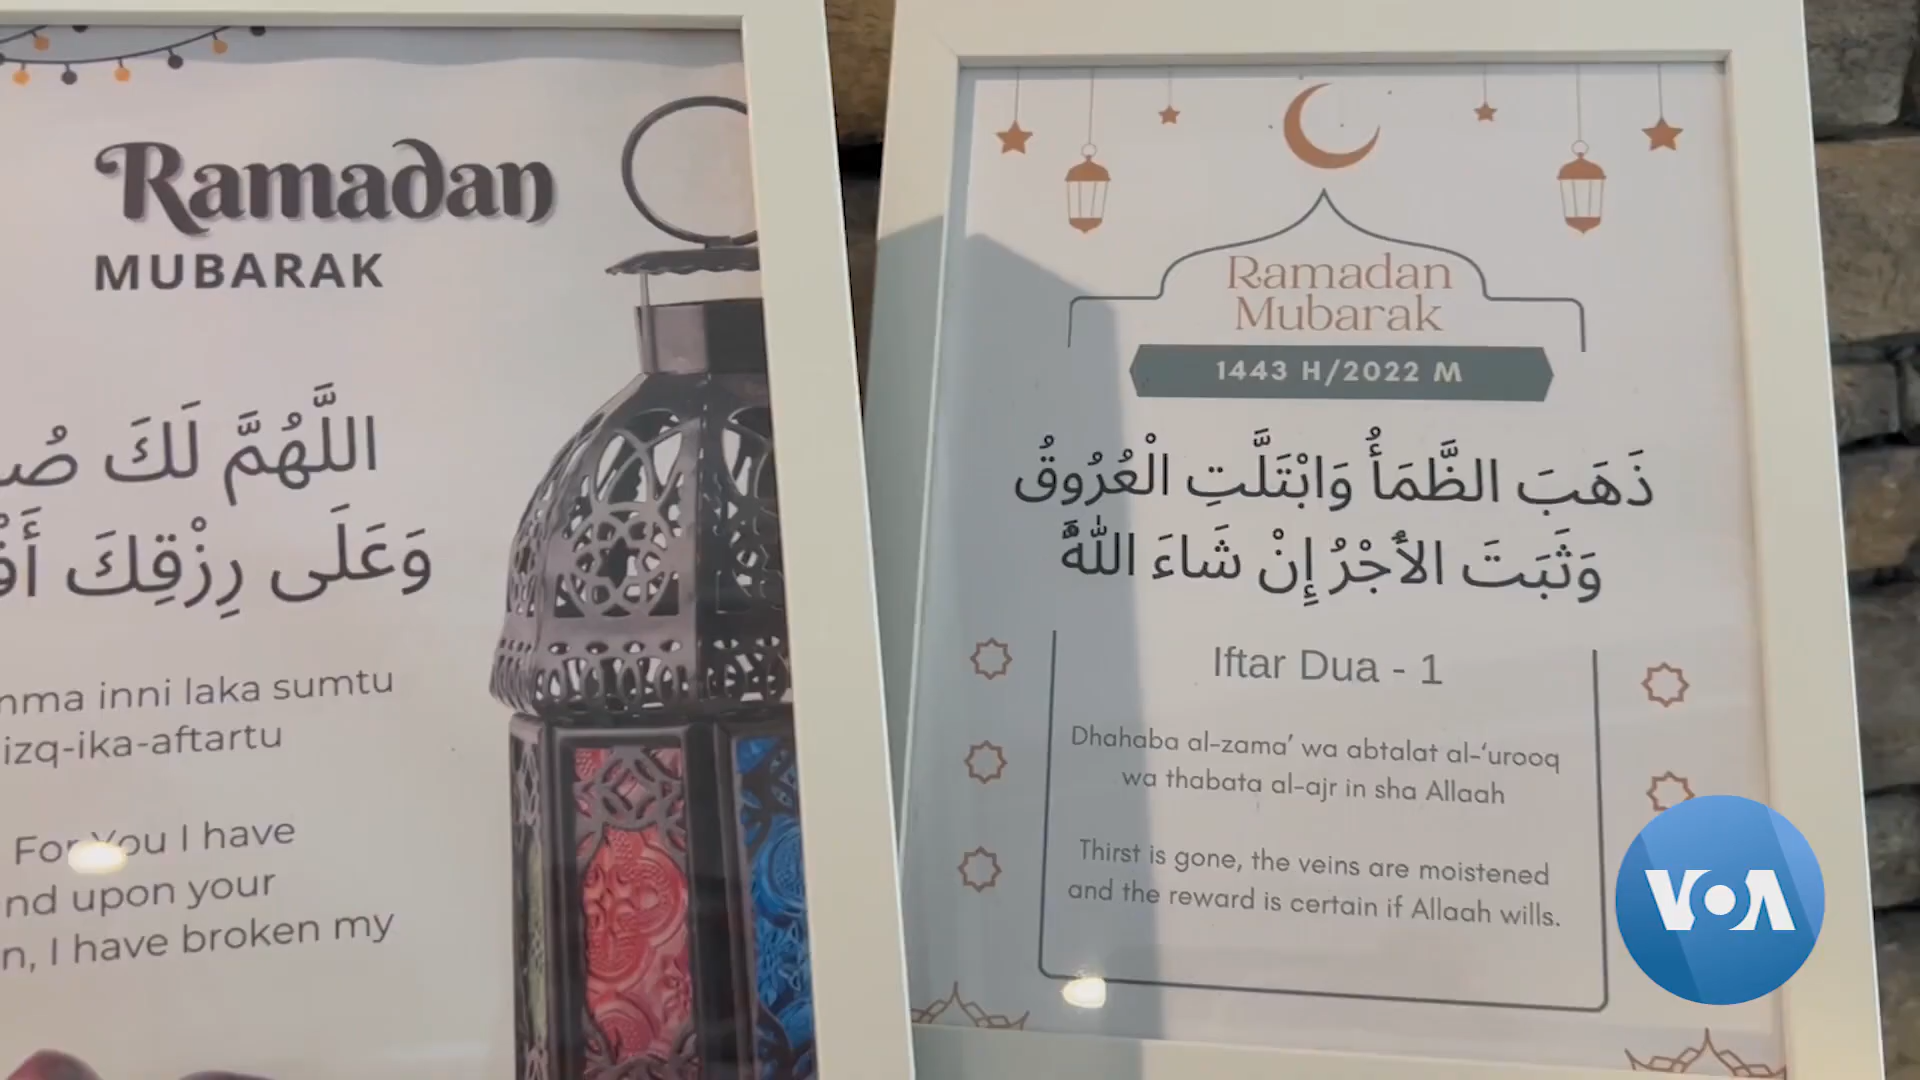 Ramadan
MUBARAK
اللَّهُمَّ لَكَ
وَعَلَى رِزْقِكَ
inni laka sumtu
izq-ika-aftartu
For You I have
upon your
I have broken my
Ramadan
Mubarak
1443 H/2022 M
ذَهَبَ الظَّمَأُ وَابْتَلَّتِ الْعُرُوقُ
وَثَبَتَ الأَجْرُ إِنْ شَاءَ اللَّهُ
Iftar Dua - 1
Dhahaba al-zama’ wa abtalat al-‘urooq
wa thabata al-ajr in sha Allaah
Thirst is gone, the veins are moistened
and the reward is certain if Allaah wills.
VOA